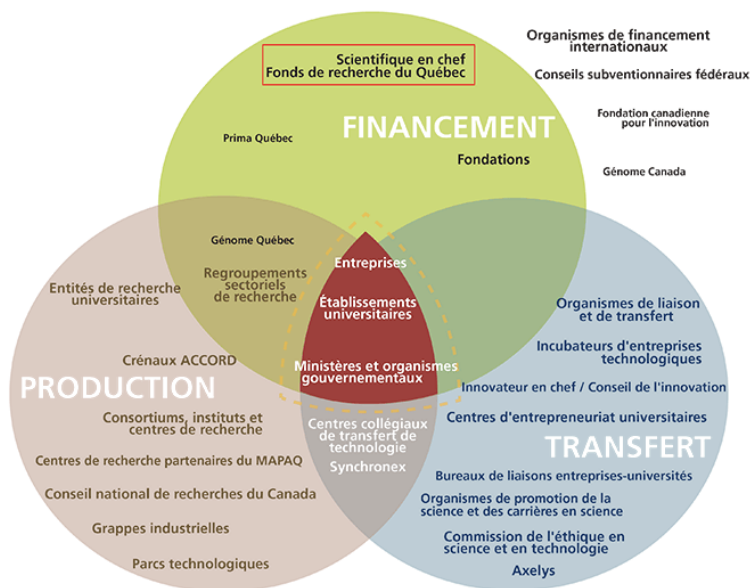 Scientifique en chef
Fonds de recherche du Québec
FINANCEMENT
Prima Québec
Fondations
Organismes de financement
internationaux
Conseils subventionnaires fédéraux
Fondation canadienne
pour l'innovation
Génome Canada
Génome Québec
Regroupements
sectoriels
de recherche
Entreprises
Établissements
universitaires
Ministères et organismes
gouvernementaux
Entités de recherche
universitaires
Crénaux ACCORD
PRODUCTION
Consortiums, instituts et
centres de recherche
Centres de recherche partenaires du MAPAQ
Conseil national de recherches du Canada
Grappes industrielles
Parcs technologiques
Centres collégiaux
de transfert de
technologie
Synchronex
Organismes de liaison
et de transfert
Incubateurs d'entreprises
technologiques
Innovateur en chef / Conseil de l'innovation
Centres d'entrepreneuriat universitaires
TRANSFERT
Bureaux de liaisons entreprises-universités
Organismes de promotion de la
science et des carrières en science
Commission de l'éthique en
science et en technologie
Axelys